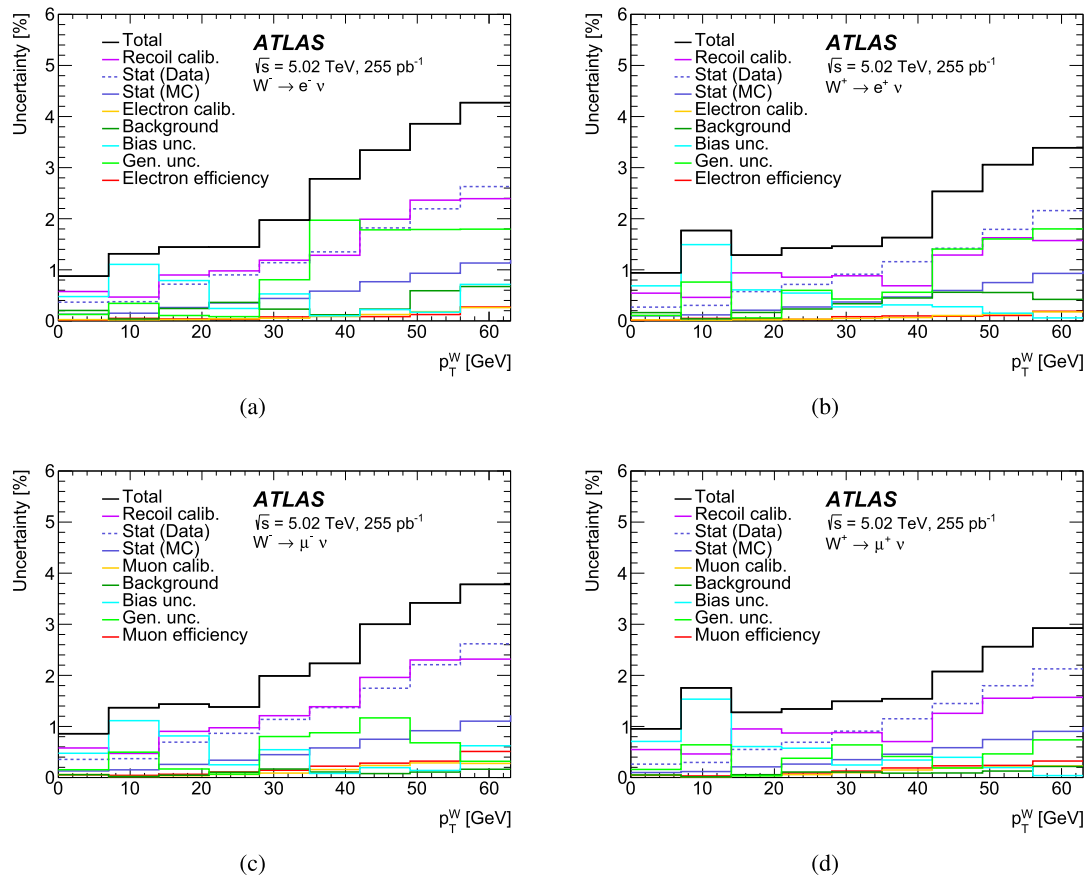 Uncertainty [%]
6
5
4
3
2
1
0
Total
Recoil calib.
Stat (Data)
Stat (MC)
Electron calib.
Background
Bias unc.
Gen. unc.
Electron efficiency
ATLAS
√s = 5.02 TeV, 255 pb⁻¹
W⁻ → e⁻ ν
0 10 20 30 40 50 60
p_T^W [GeV]
(a)
Uncertainty [%]
6
5
4
3
2
1
0
Total
Recoil calib.
Stat (Data)
Stat (MC)
Electron calib.
Background
Bias unc.
Gen. unc.
Electron efficiency
ATLAS
√s = 5.02 TeV, 255 pb⁻¹
W⁺ → e⁺ ν
0 10 20 30 40 50 60
p_T^W [GeV]
(b)
Uncertainty [%]
6
5
4
3
2
1
0
Total
Recoil calib.
Stat (Data)
Stat (MC)
Muon calib.
Background
Bias unc.
Gen. unc.
Muon efficiency
ATLAS
√s = 5.02 TeV, 255 pb⁻¹
W⁻ → μ⁻ ν
0 10 20 30 40 50 60
p_T^W [GeV]
(c)
Uncertainty [%]
6
5
4
3
2
1
0
Total
Recoil calib.
Stat (Data)
Stat (MC)
Muon calib.
Background
Bias unc.
Gen. unc.
Muon efficiency
ATLAS
√s = 5.02 TeV, 255 pb⁻¹
W⁺ → μ⁺ ν
0 10 20 30 40 50 60
p_T^W [GeV]
(d)